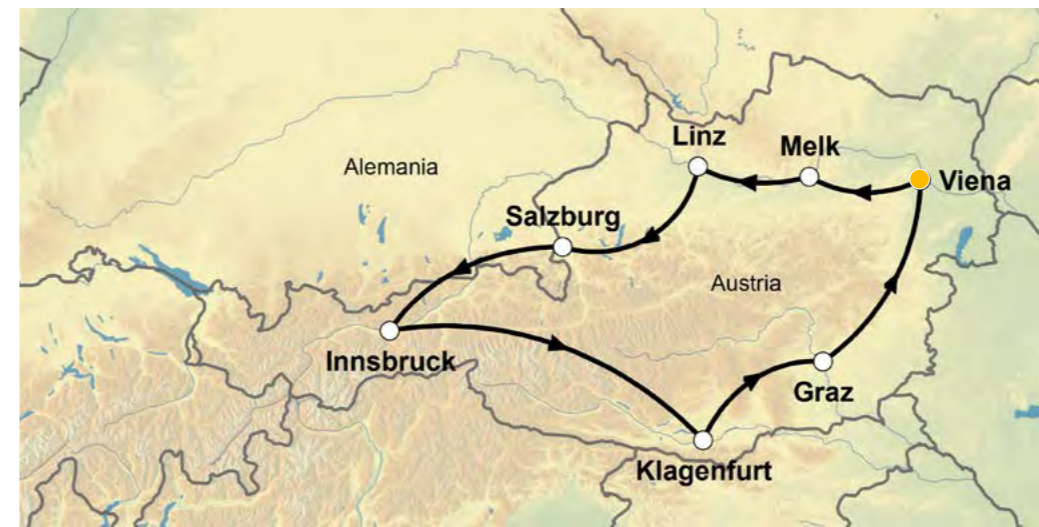 Linz
Melk
Alemania
Viena
Salzburg
Austria
Innsbruck
Graz
Klagenfurt